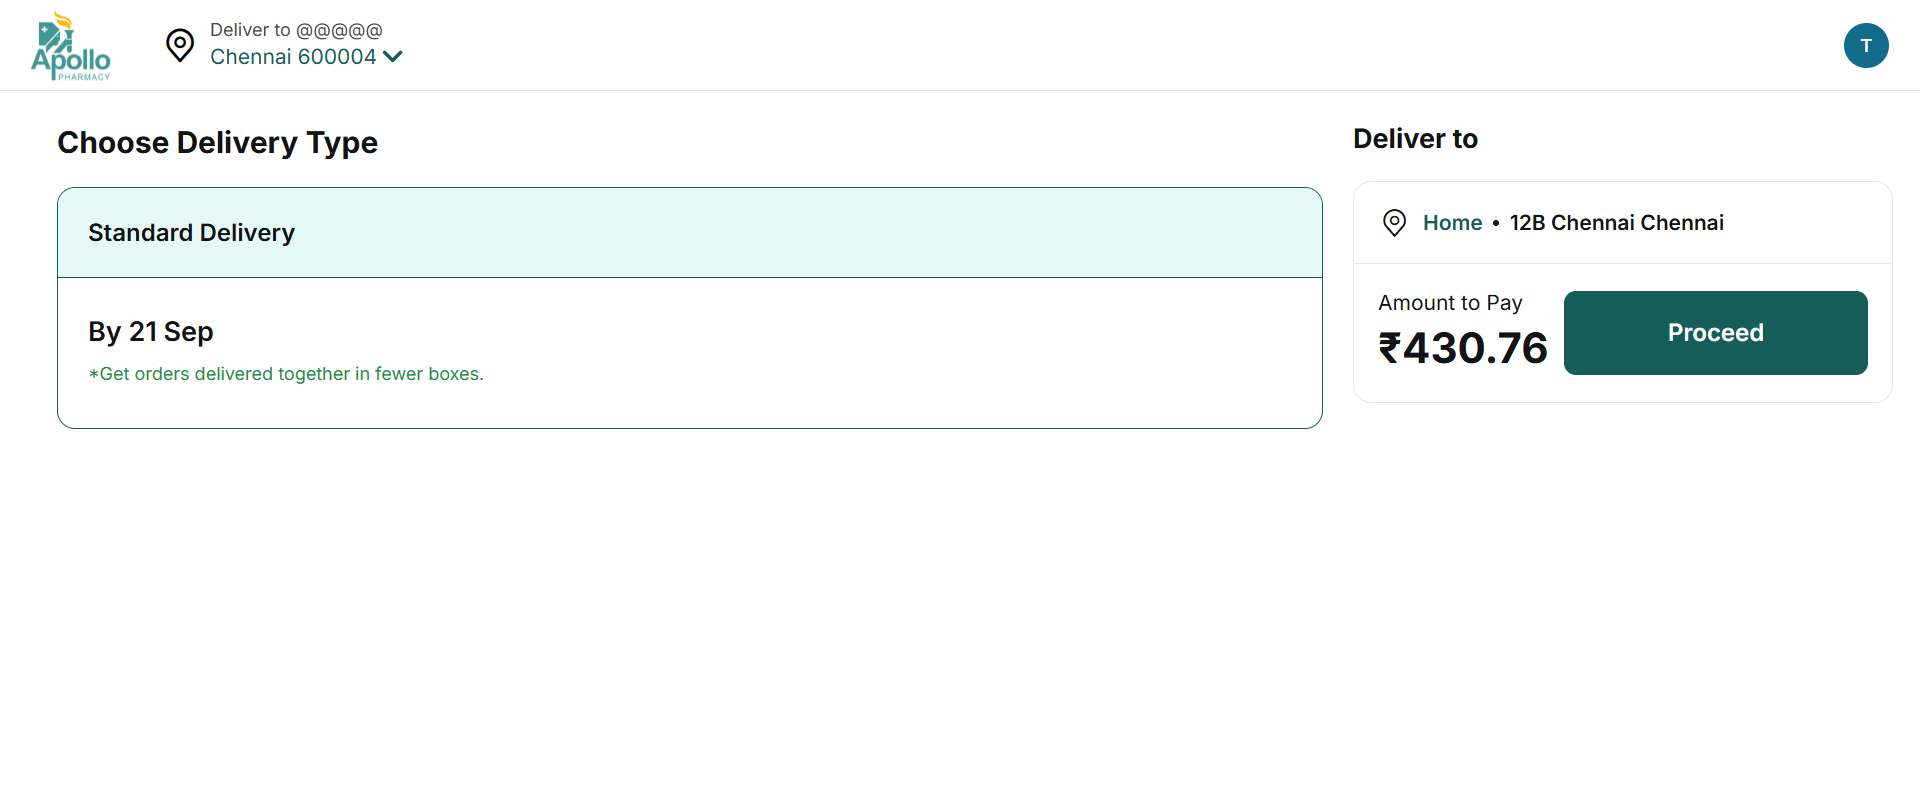 Apollo
PHARMACY
Deliver to @@@@@
Chennai 600004
T
Choose Delivery Type
Standard Delivery
By 21 Sep
*Get orders delivered together in fewer boxes.
Deliver to
Home • 12B Chennai Chennai
Amount to Pay
₹430.76
Proceed